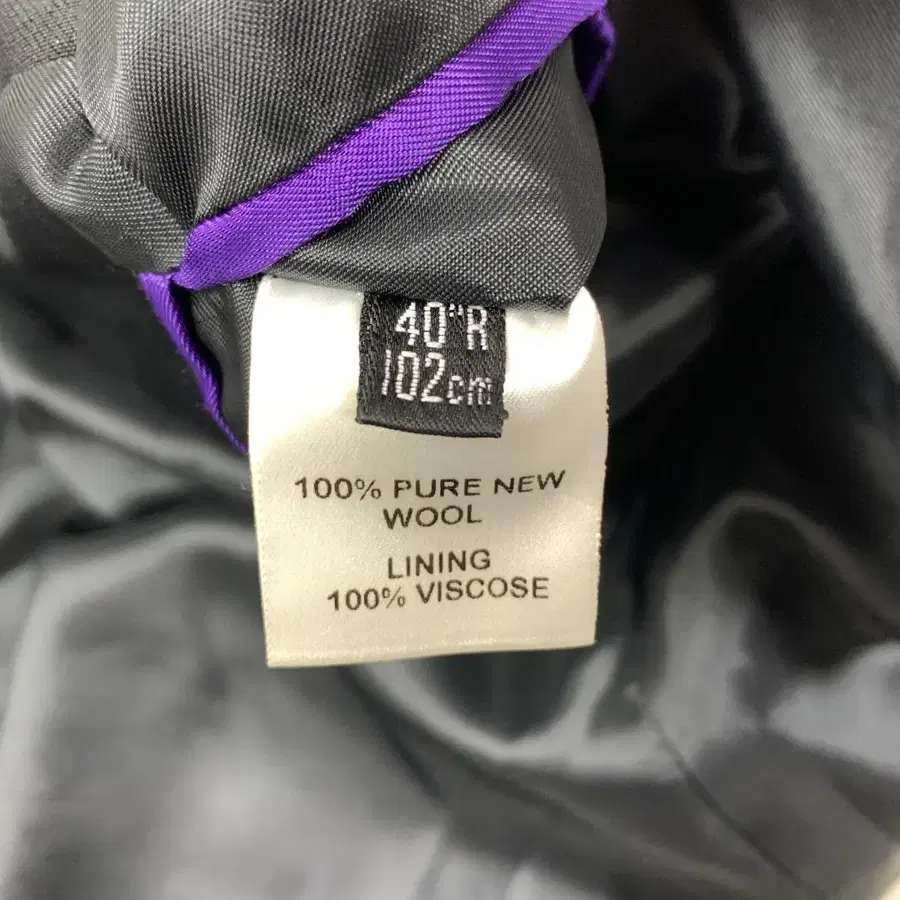 40"R
102cm
100% PURE NEW
WOOL
LINING
100% VISCOSE